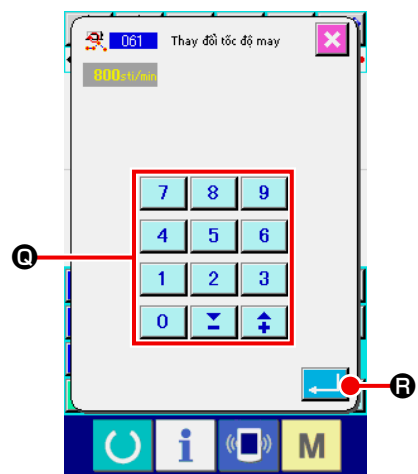 061 Thay đổi tốc độ may
800sti/min
7 8 9
4 5 6
Q
1 2 3
0
R
i M